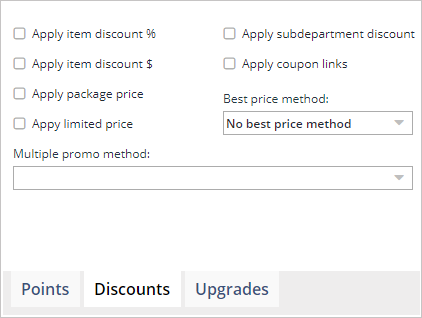 Apply item discount %
Apply subdepartment discount
Apply item discount $
Apply coupon links
Apply package price
Best price method:
Appy limited price
No best price method
Multiple promo method:
Points
Discounts
Upgrades